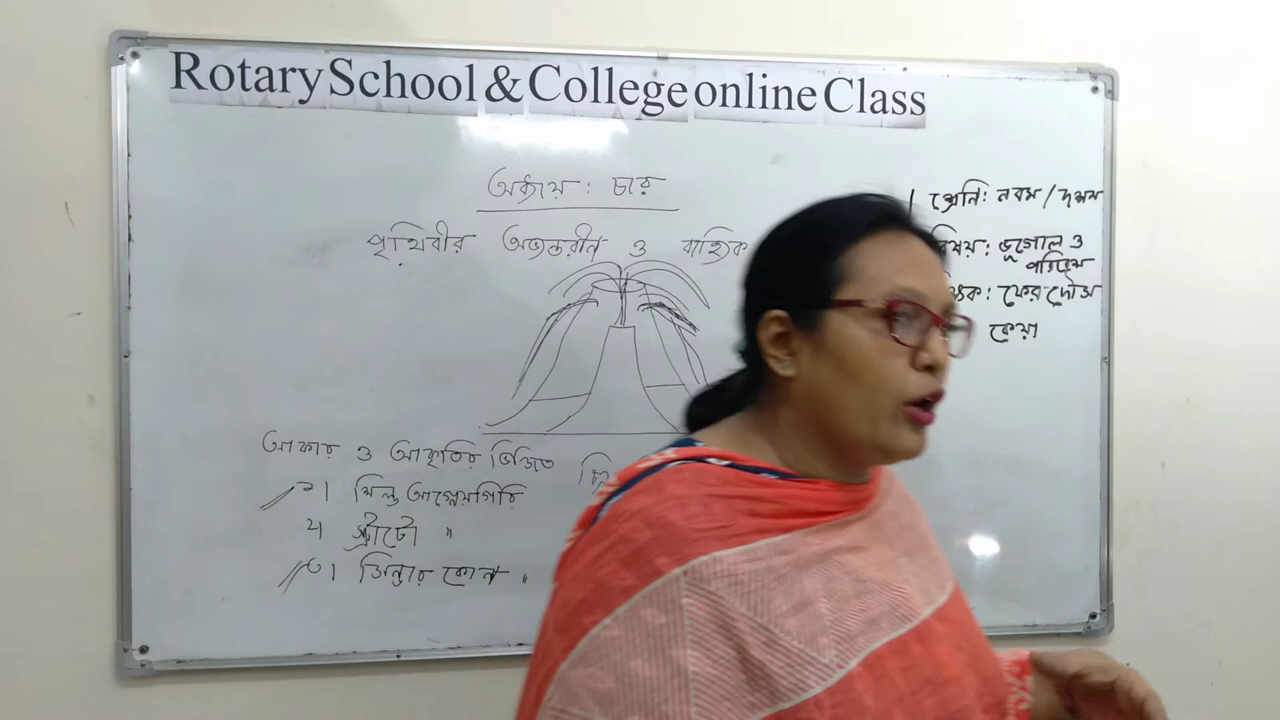 Rotary School & College online Class
অধ্যায়: চার
পৃথিবীর অভ্যন্তরীন ও বাহ্যিক
আকার ও আকৃতির ভিত্তিতে
১। শিল্ড আগ্নেয়গিরি
২। স্ট্রাটো "
৩। সিন্ডার কোন "
শ্রেনি: নবম / দশম
বিষয়: ভূগোল ও
পরিবেশ
ফেরদৌস
কেয়া